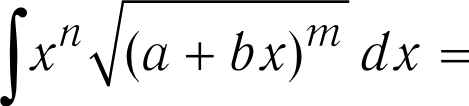 ∫xⁿ√(a + bx)ᵐ dx =